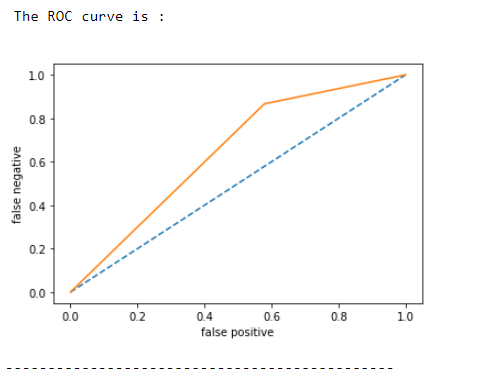 The ROC curve is :
1.0
0.8
0.6
0.4
0.2
0.0
false negative
0.0 0.2 0.4 0.6 0.8 1.0
false positive
---------------------------------------------